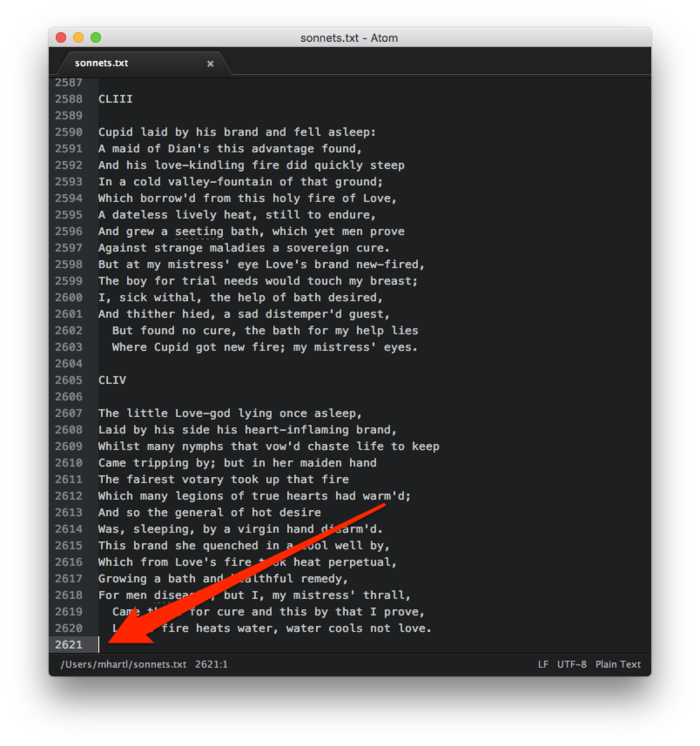 sonnets.txt - Atom
sonnets.txt ×
2587
2588 CLIII
2589
2590 Cupid laid by his brand and fell asleep:
2591 A maid of Dian's this advantage found,
2592 And his love-kindling fire did quickly steep
2593 In a cold valley-fountain of that ground;
2594 Which borrow'd from this holy fire of Love,
2595 A dateless lively heat, still to endure,
2596 And grew a seeting bath, which yet men prove
2597 Against strange maladies a sovereign cure.
2598 But at my mistress' eye Love's brand new-fired,
2599 The boy for trial needs would touch my breast;
2600 I, sick withal, the help of bath desired,
2601 And thither hied, a sad distemper'd guest,
2602 But found no cure, the bath for my help lies
2603 Where Cupid got new fire; my mistress' eyes.
2604
2605 CLIV
2606
2607 The little Love-god lying once asleep,
2608 Laid by his side his heart-inflaming brand,
2609 Whilst many nymphs that vow'd chaste life to keep
2610 Came tripping by; but in her maiden hand
2611 The fairest votary took up that fire
2612 Which many legions of true hearts had warm'd;
2613 And so the general of hot desire
2614 Was, sleeping, by a virgin hand disarm'd.
2615 This brand she quenched in a cool well by,
2616 Which from Love's fire took heat perpetual,
2617 Growing a bath and healthful remedy,
2618 For men but I, my mistress' thrall,
2619 Came for cure and this by that I prove,
2620 fire heats water, water cools not love.
2621
/Users/mhartl/sonnets.txt 2621:1 LF UTF-8 Plain Text